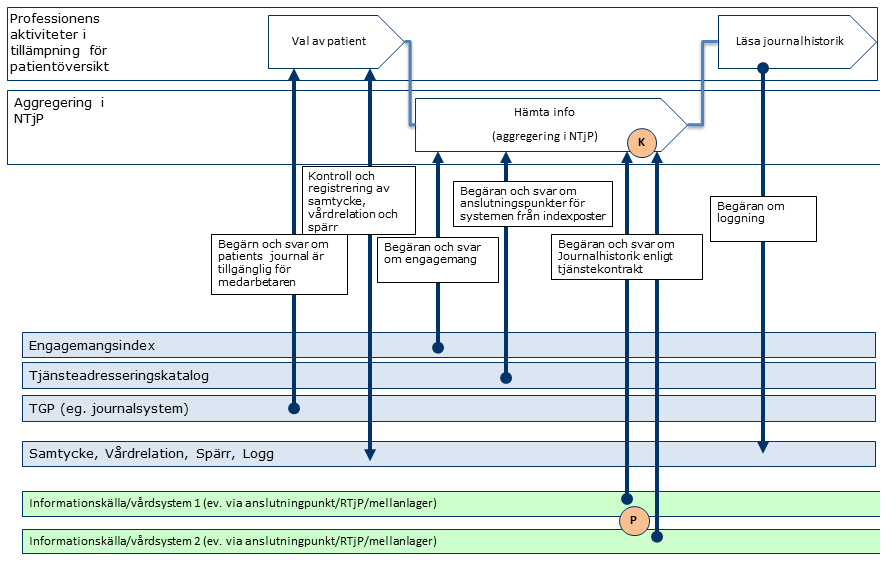 Professionens
aktiviteter i
tillämpning för
patientöversikt
Val av patient
Läsa journalhistorik
Aggregering i
NTjP
Hämta info
(aggregering i NTjP)
K
Kontroll och
registrering av
samtycke,
vårdrelation och
spärr
Begäran och svar om
anslutningspunkter för
systemen från indexposter
Begäran om
loggning
Begärn och svar om
patients journal är
tillgänglig för
medarbetaren
Begäran och svar
om engagemang
Begäran och svar om
Journalhistorik enligt
tjänstekontrakt
Engagemangsindex
Tjänsteadresseringskatalog
TGP (eg. journalsystem)
Samtycke, Vårdrelation, Spärr, Logg
Informationskälla/vårdsystem 1 (ev. via anslutningpunkt/RTjP/mellanlager)
P
Informationskälla/vårdsystem 2 (ev. via anslutningpunkt/RTjP/mellanlager)